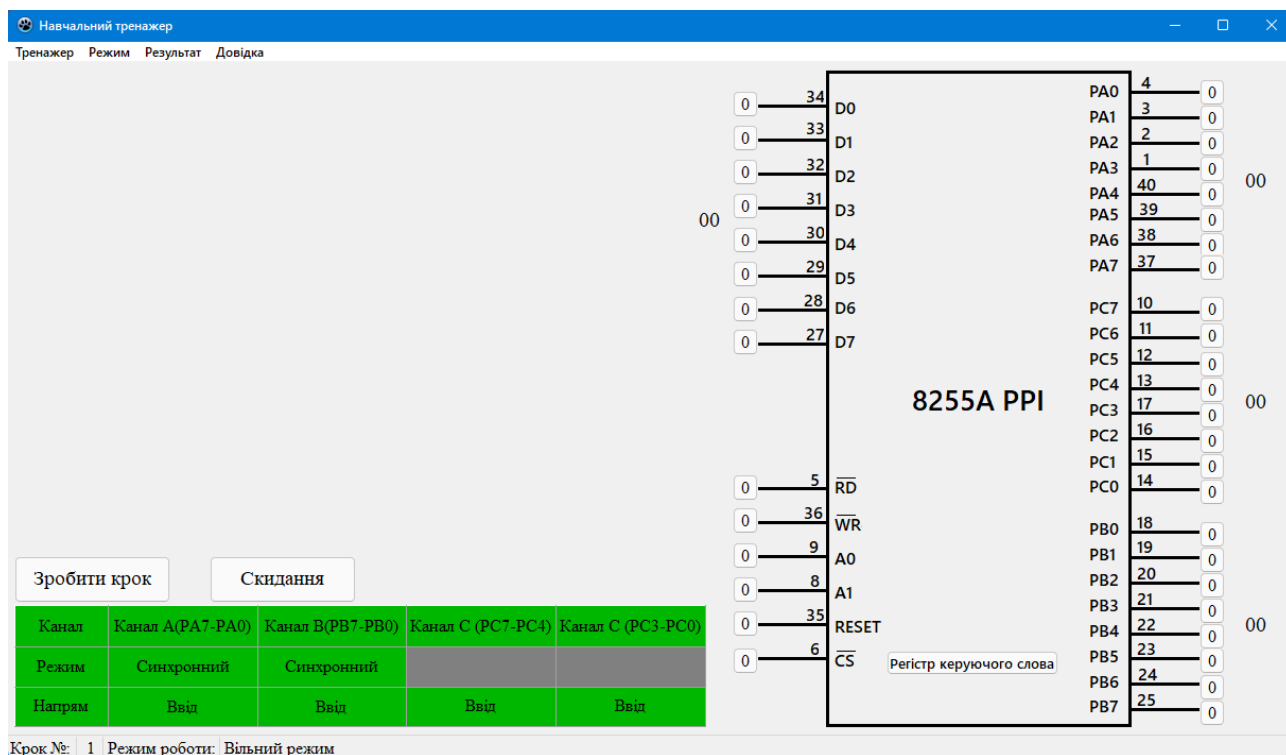 Навчальний тренажер
Тренажер Режим Результат Довідка
0 34 D0
0 33 D1
0 32 D2
0 31 D3
00
0 30 D4
0 29 D5
0 28 D6
0 27 D7
0 5 RD
0 36 WR
0 9 A0
0 8 A1
0 35 RESET
0 6 CS
8255A PPI
Регістр керуючого слова
PA0 4 0
PA1 3 0
PA2 2 0
PA3 1 0
00
PA4 40 0
PA5 39 0
PA6 38 0
PA7 37 0
PC7 10 0
PC6 11 0
PC5 12 0
PC4 13 0
00
PC3 17 0
PC2 16 0
PC1 15 0
PC0 14 0
PB0 18 0
PB1 19 0
PB2 20 0
PB3 21 0
00
PB4 22 0
PB5 23 0
PB6 24 0
PB7 25 0
Зробити крок Скидання
Канал Канал A(PA7-PA0) Канал B(PB7-PB0) Канал C (PC7-PC4) Канал C (PC3-PC0)
Режим Синхронний Синхронний
Напрям Ввід Ввід Ввід Ввід
Крок №: 1 Режим роботи: Вільний режим